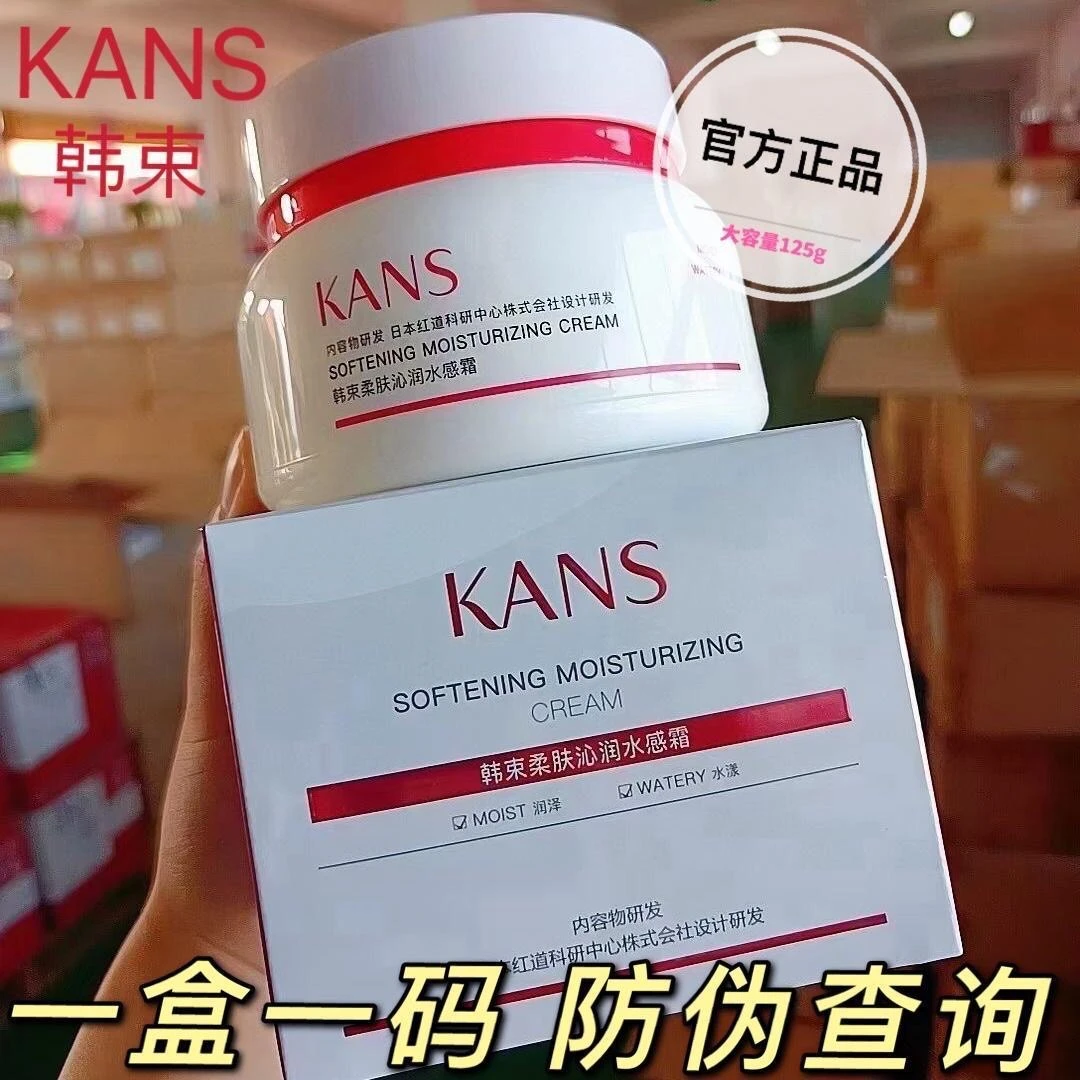 KANS
韩束
官方正品
大容量125g
KANS
内容物研发 日本红道科研中心株式会社设计研发
SOFTENING MOISTURIZING CREAM
韩束柔肤沁润水感霜
KANS
SOFTENING MOISTURIZING
CREAM
韩束柔肤沁润水感霜
MOIST 润泽
WATERY 水漾
内容物研发
本红道科研中心株式会社设计研发
一盒一码 防伪查询